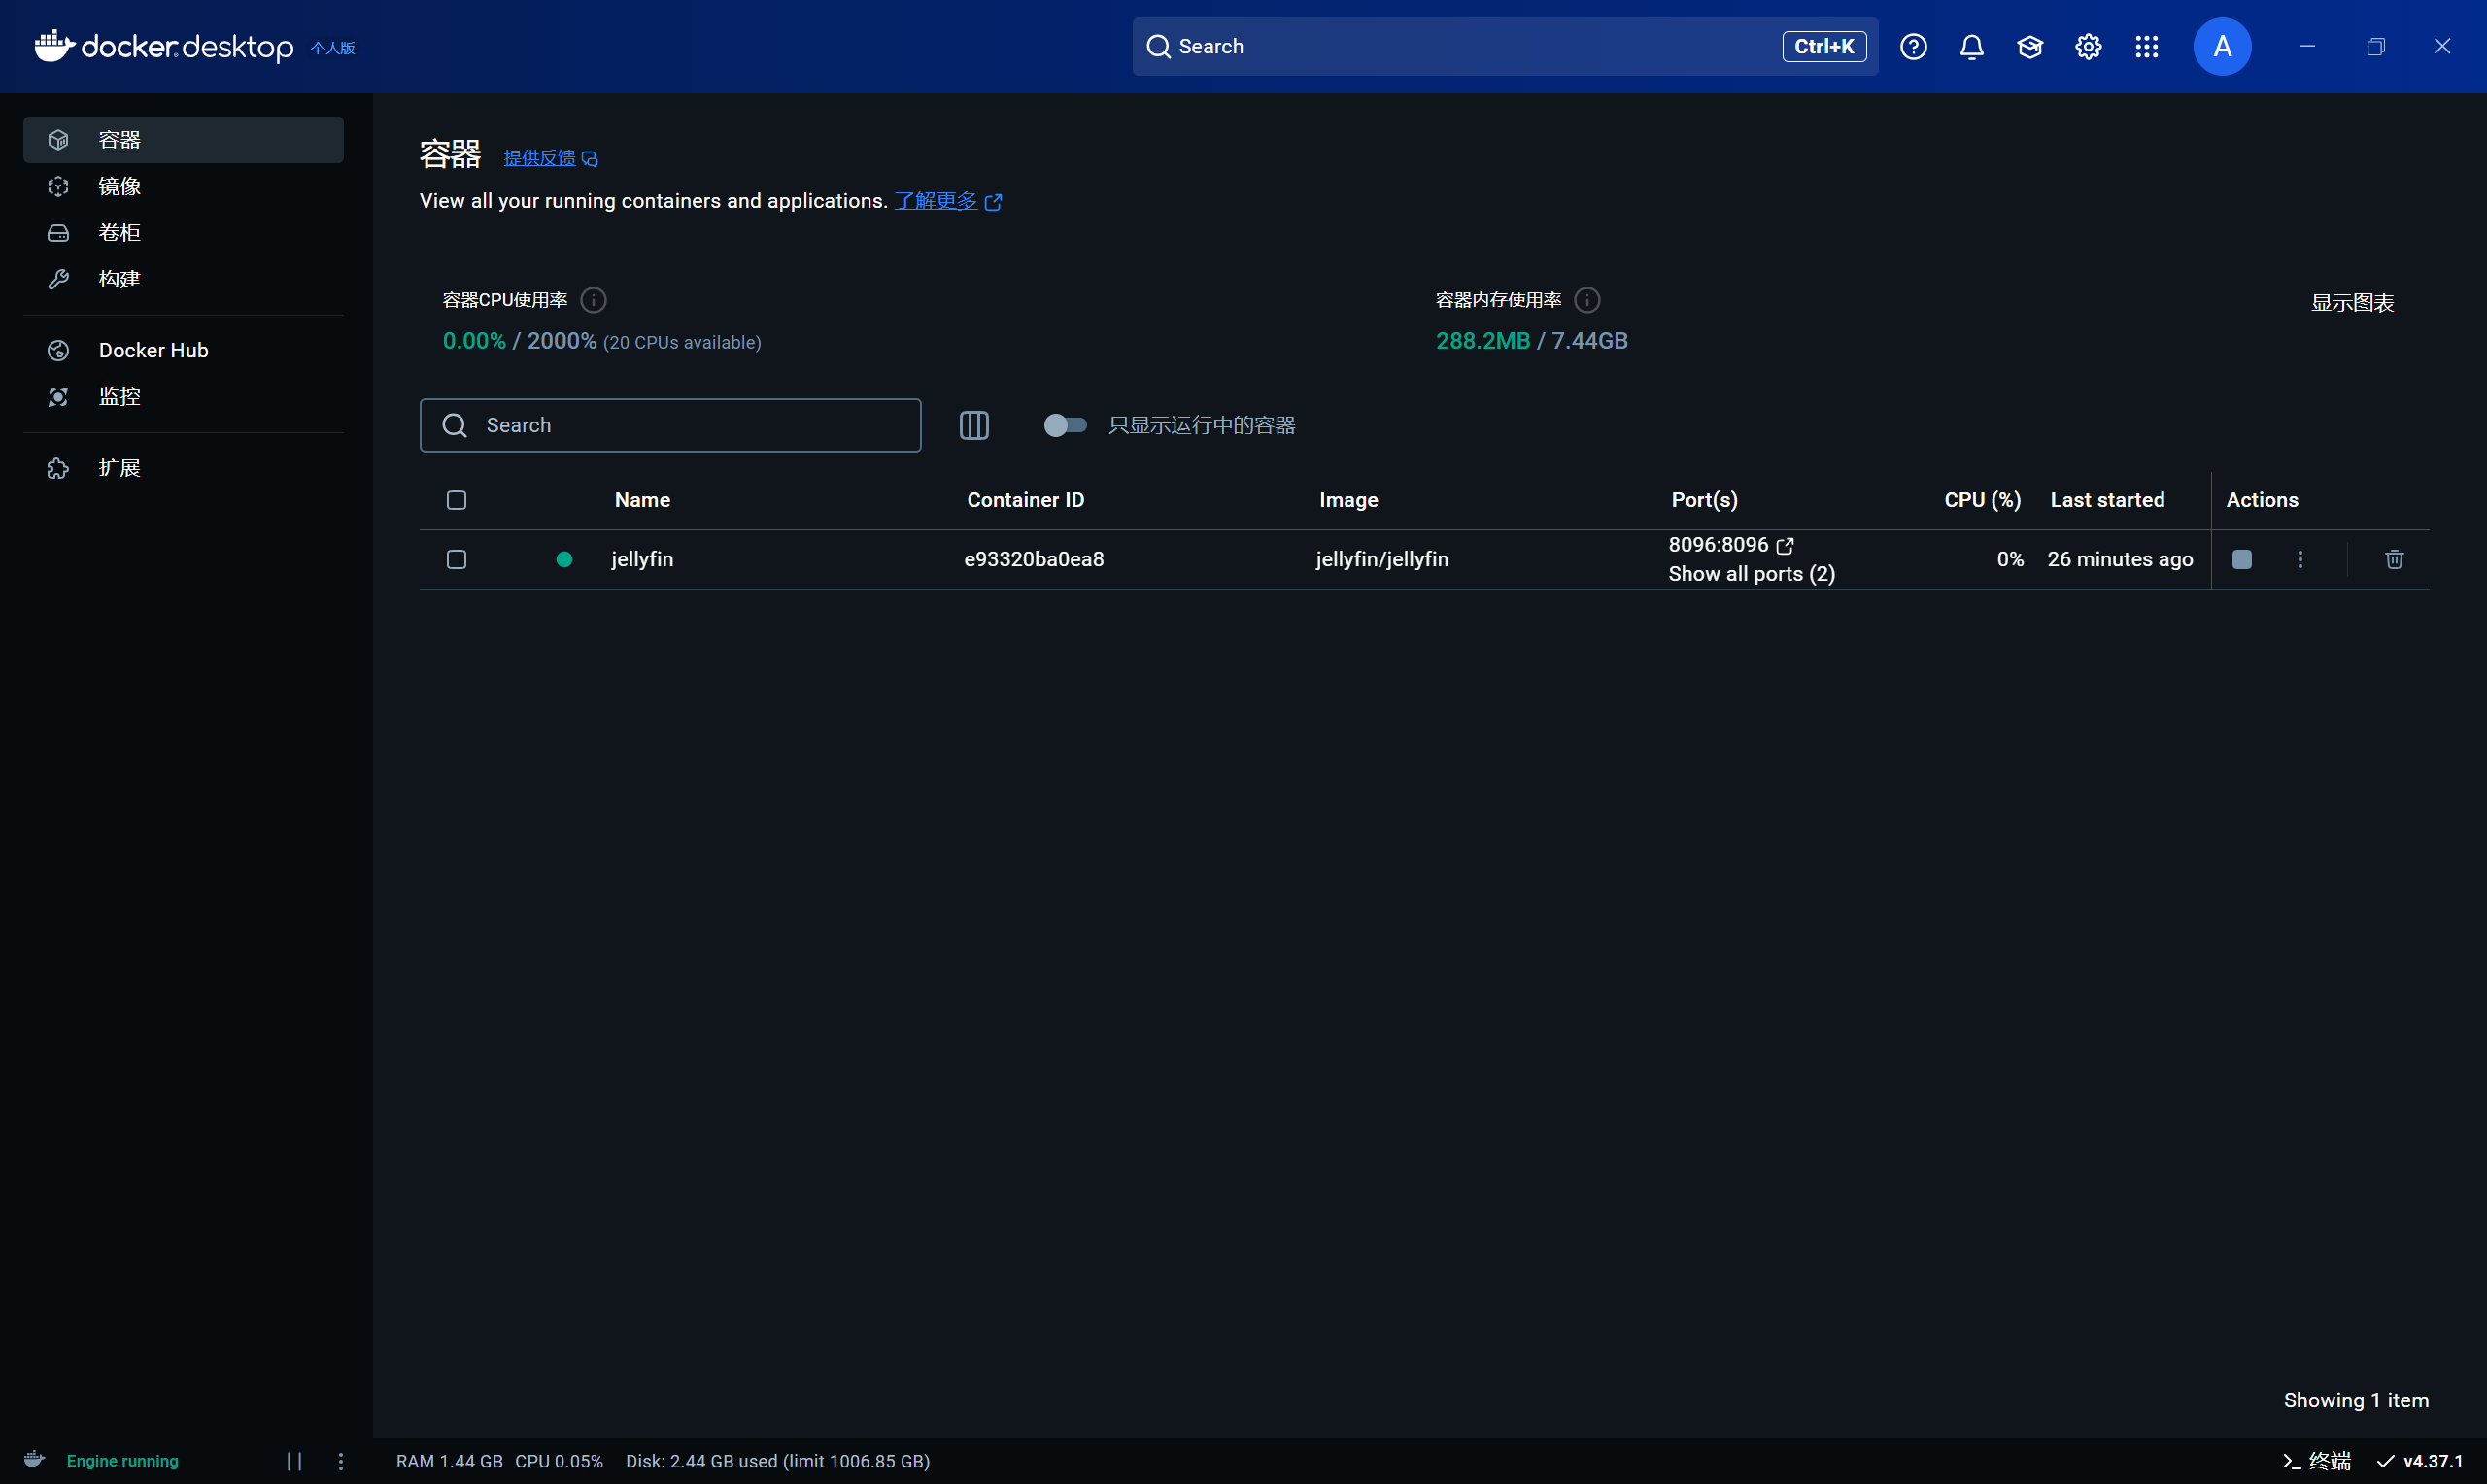 docker.desktop 个人版
Search
Ctrl+K
A
容器
镜像
卷柜
构建
Docker Hub
监控
扩展
容器 提供反馈
View all your running containers and applications. 了解更多
容器CPU使用率
0.00% / 2000% (20 CPUs available)
容器内存使用率
288.2MB / 7.44GB
显示图表
Search
只显示运行中的容器
Name Container ID Image Port(s) CPU (%) Last started Actions
jellyfin e93320ba0ea8 jellyfin/jellyfin 8096:8096 0% 26 minutes ago
Show all ports (2)
Showing 1 item
Engine running
RAM 1.44 GB CPU 0.05% Disk: 2.44 GB used (limit 1006.85 GB)
终端 v4.37.1